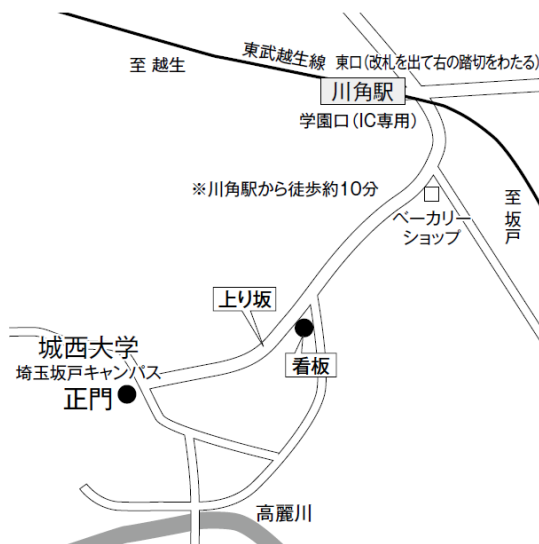 東武越生線
東口(改札を出て右の踏切をわたる)
至 越生
川角駅
学園口(IC専用)
※川角駅から徒歩約10分
至坂戸
ベーカリー
ショップ
上り坂
看板
城西大学
埼玉坂戸キャンパス
正門
高麗川